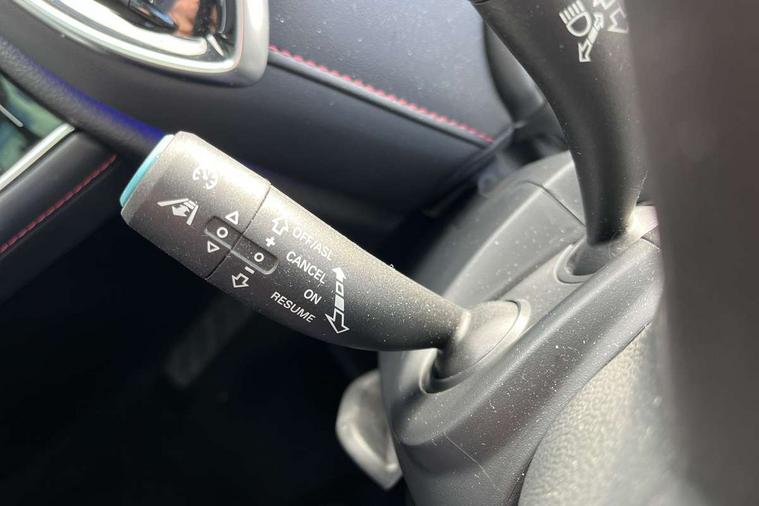 OFF/ASL
+
CANCEL
-
ON
RESUME